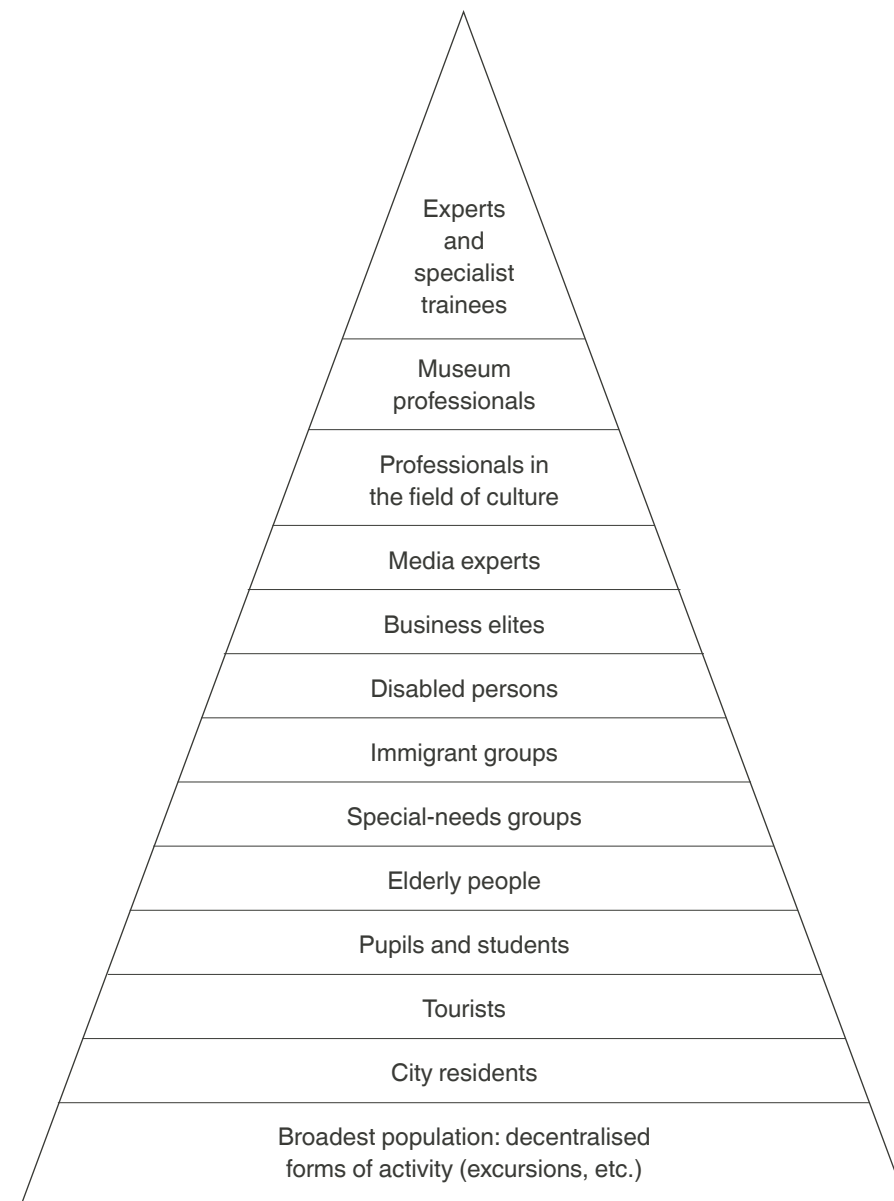 Experts
and
specialist
trainees
Museum
professionals
Professionals in
the field of culture
Media experts
Business elites
Disabled persons
Immigrant groups
Special-needs groups
Elderly people
Pupils and students
Tourists
City residents
Broadest population: decentralised
forms of activity (excursions, etc.)